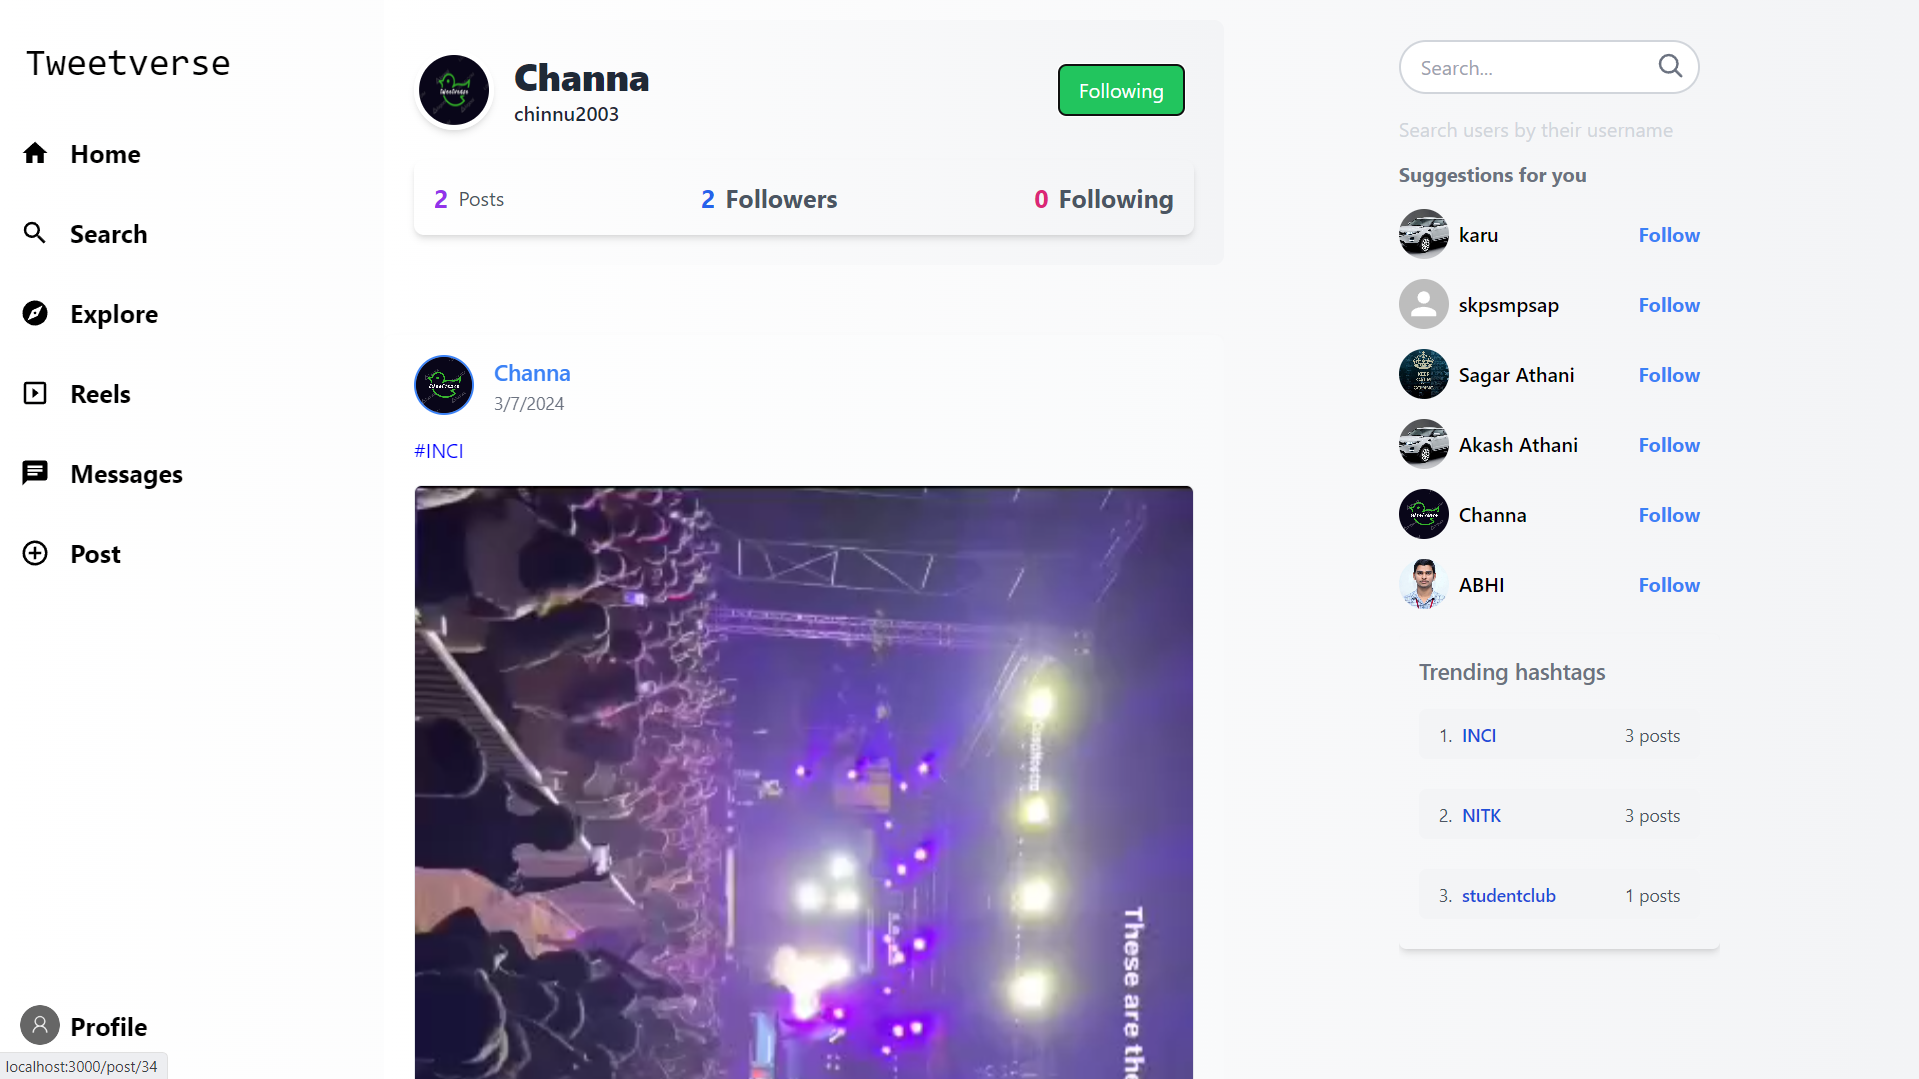 Tweetverse
Home
Search
Explore
Reels
Messages
Post
Profile
localhost:3000/post/34
Channa
chinnu2003
Following
2 Posts
2 Followers
0 Following
Channa
3/7/2024
#INCI
These are the
Search...
Search users by their username
Suggestions for you
karu Follow
skpsmpsap Follow
Sagar Athani Follow
Akash Athani Follow
Channa Follow
ABHI Follow
Trending hashtags
1. INCI 3 posts
2. NITK 3 posts
3. studentclub 1 posts